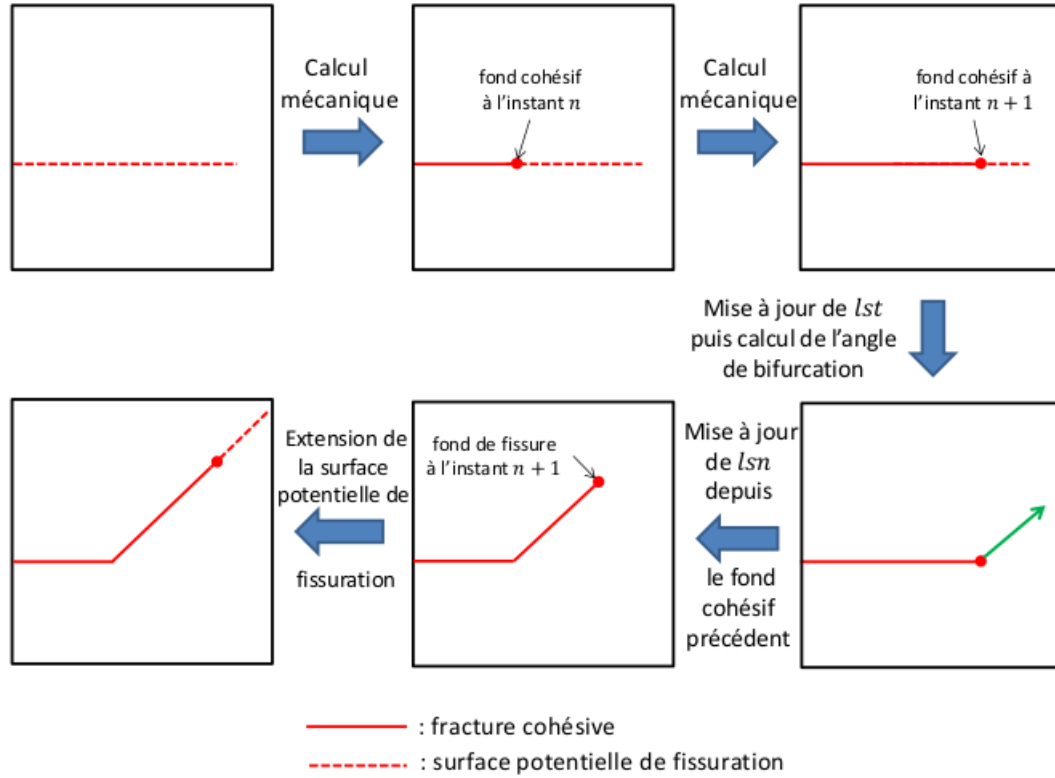 Calcul
mécanique
fond cohésif
à l'instant n
Calcul
mécanique
fond cohésif à
l'instant n + 1
Mise à jour de lst
puis calcul de l'angle
de bifurcation
Mise à jour
de lsn
depuis
le fond
cohésif
précédent
fond de fissure
à l'instant n + 1
Extension de
la surface
potentielle de
fissuration
: fracture cohésive
: surface potentielle de fissuration